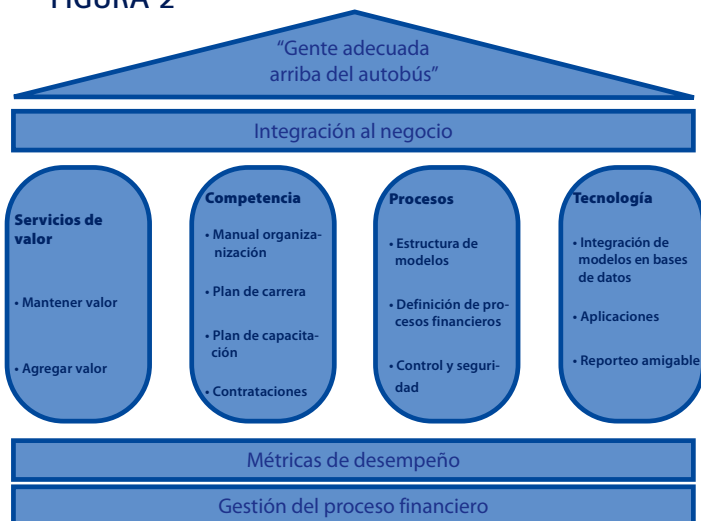 FIGURA 2
“Gente adecuada
arriba del autobús”
Integración al negocio
Servicios de
valor
• Mantener valor
• Agregar valor
Competencia
• Manual organiza-
nización
• Plan de carrera
• Plan de capacita-
ción
• Contrataciones
Procesos
• Estructura de
modelos
• Definición de pro-
cesos financieros
• Control y seguri-
dad
Tecnología
• Integración de
modelos en bases
de datos
• Aplicaciones
• Reporteo amigable
Métricas de desempeño
Gestión del proceso financiero